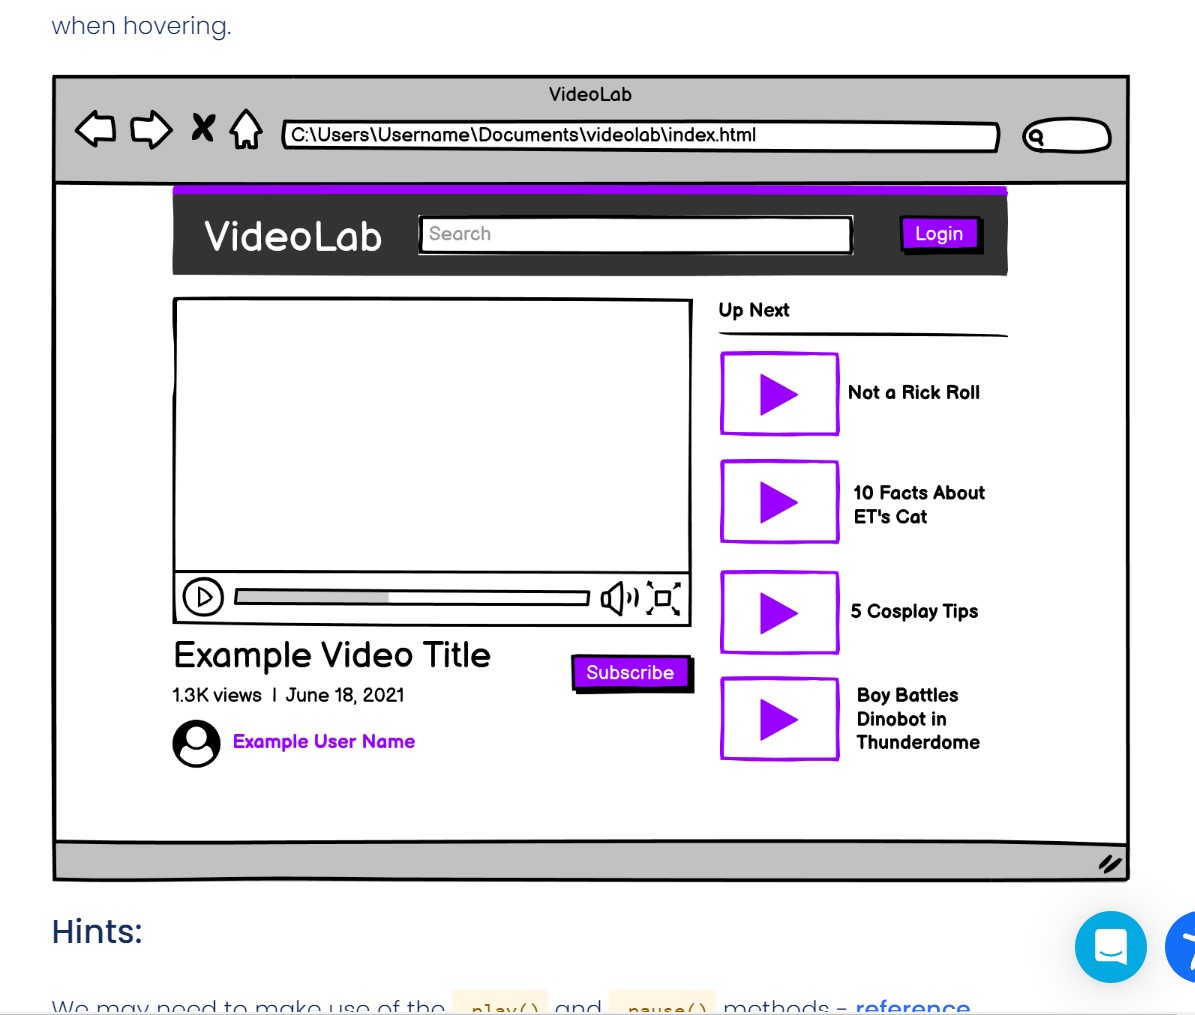 when hovering.
VideoLab
C:\Users\Username\Documents\videolab\index.html
VideoLab
Search
Login
Up Next
Not a Rick Roll
10 Facts About
ET's Cat
5 Cosplay Tips
Boy Battles
Dinobot in
Thunderdome
Example Video Title
Subscribe
1.3K views | June 18, 2021
Example User Name
Hints:
We may need to make use of the play() and pause() methods - reference